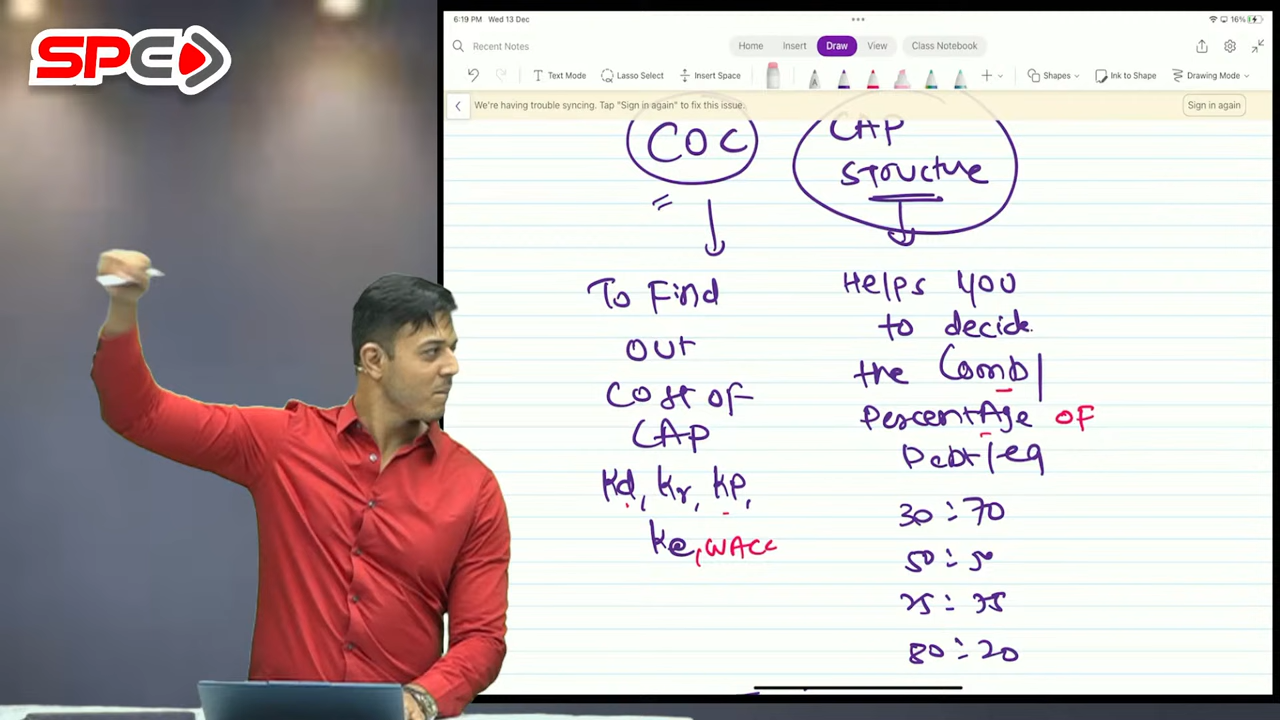 SPED
6:19 PM Wed 13 Dec
16%
Recent Notes
Home Insert Draw View Class Notebook
Text Mode Lasso Select Insert Space Shapes Ink to Shape Drawing Mode
We're having trouble syncing. Tap "Sign in again" to fix this issue.
Sign in again
COC
To Find
out
Cost of
CAP
Kd, Kr, KP,
Ke, WACC
CAP
Structure
Helps you
to decide
the Comb/
Percentage of
Debt/eq
30:70
50:50
25:75
80:20